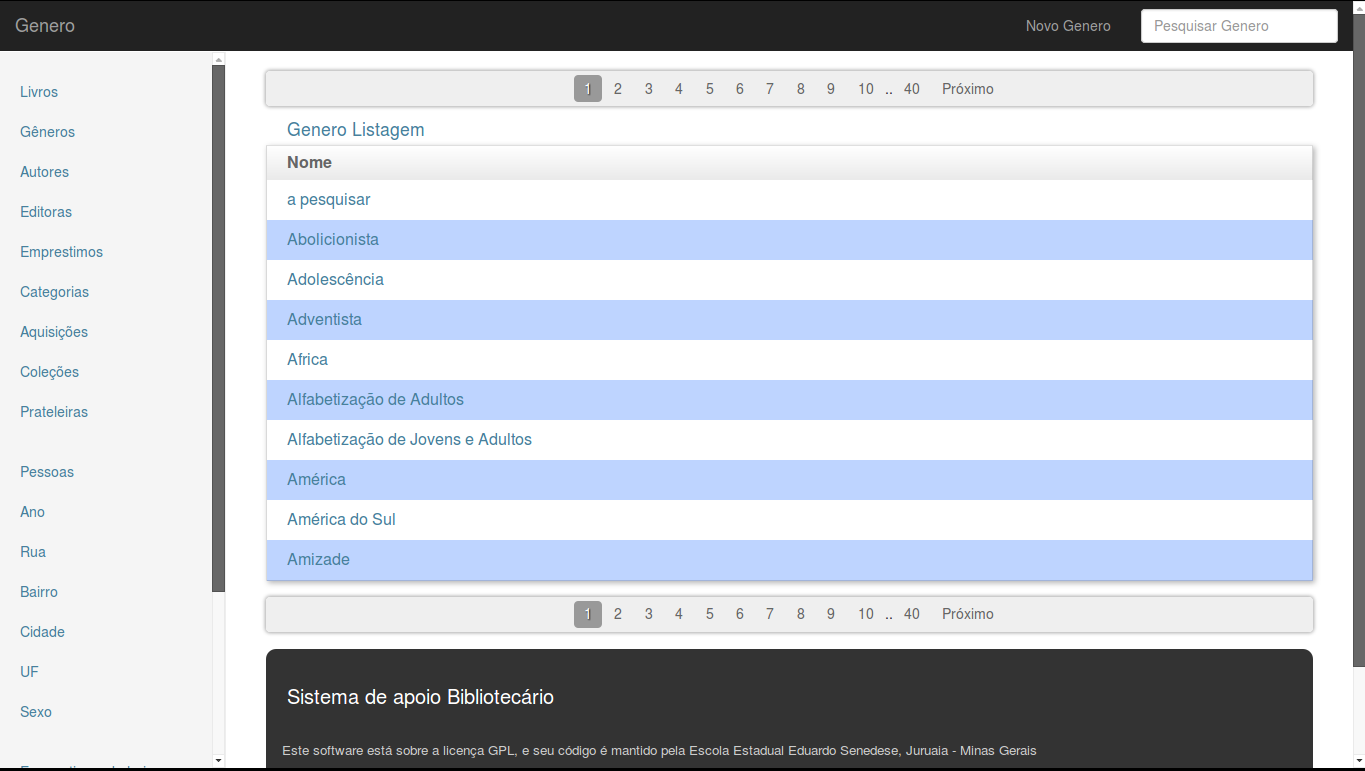 Genero
Novo Genero
Pesquisar Genero
Livros
Gêneros
Autores
Editoras
Emprestimos
Categorias
Aquisições
Coleções
Prateleiras
Pessoas
Ano
Rua
Bairro
Cidade
UF
Sexo
1 2 3 4 5 6 7 8 9 10 .. 40 Próximo
Genero Listagem
Nome
a pesquisar
Abolicionista
Adolescência
Adventista
Africa
Alfabetização de Adultos
Alfabetização de Jovens e Adultos
América
América do Sul
Amizade
1 2 3 4 5 6 7 8 9 10 .. 40 Próximo
Sistema de apoio Bibliotecário
Este software está sobre a licença GPL, e seu código é mantido pela Escola Estadual Eduardo Senedese, Juruaia - Minas Gerais